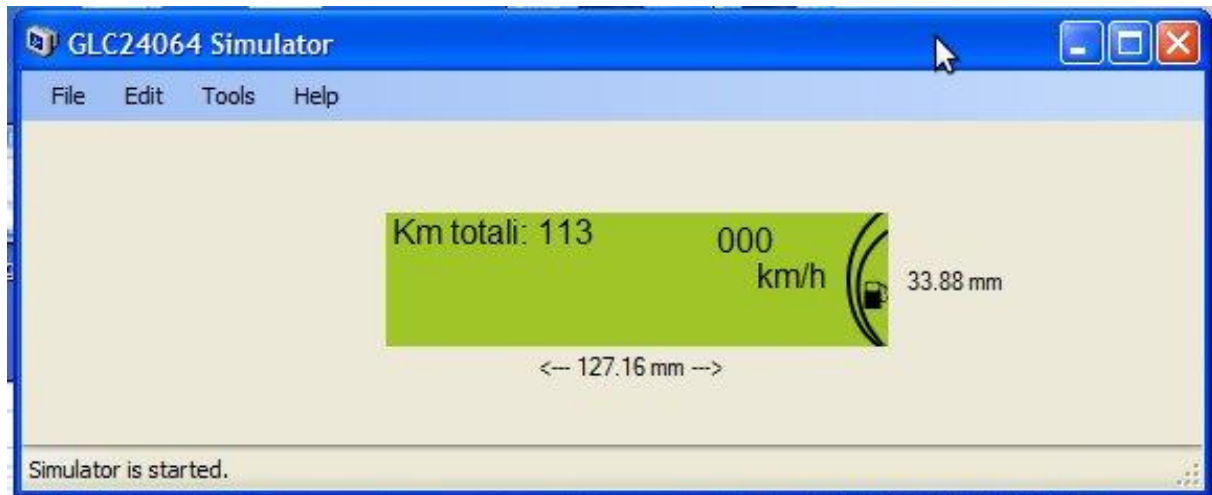 GLC24064 Simulator
File Edit Tools Help
Km totali: 113
000
km/h
33.88 mm
<--- 127.16 mm --->
Simulator is started.